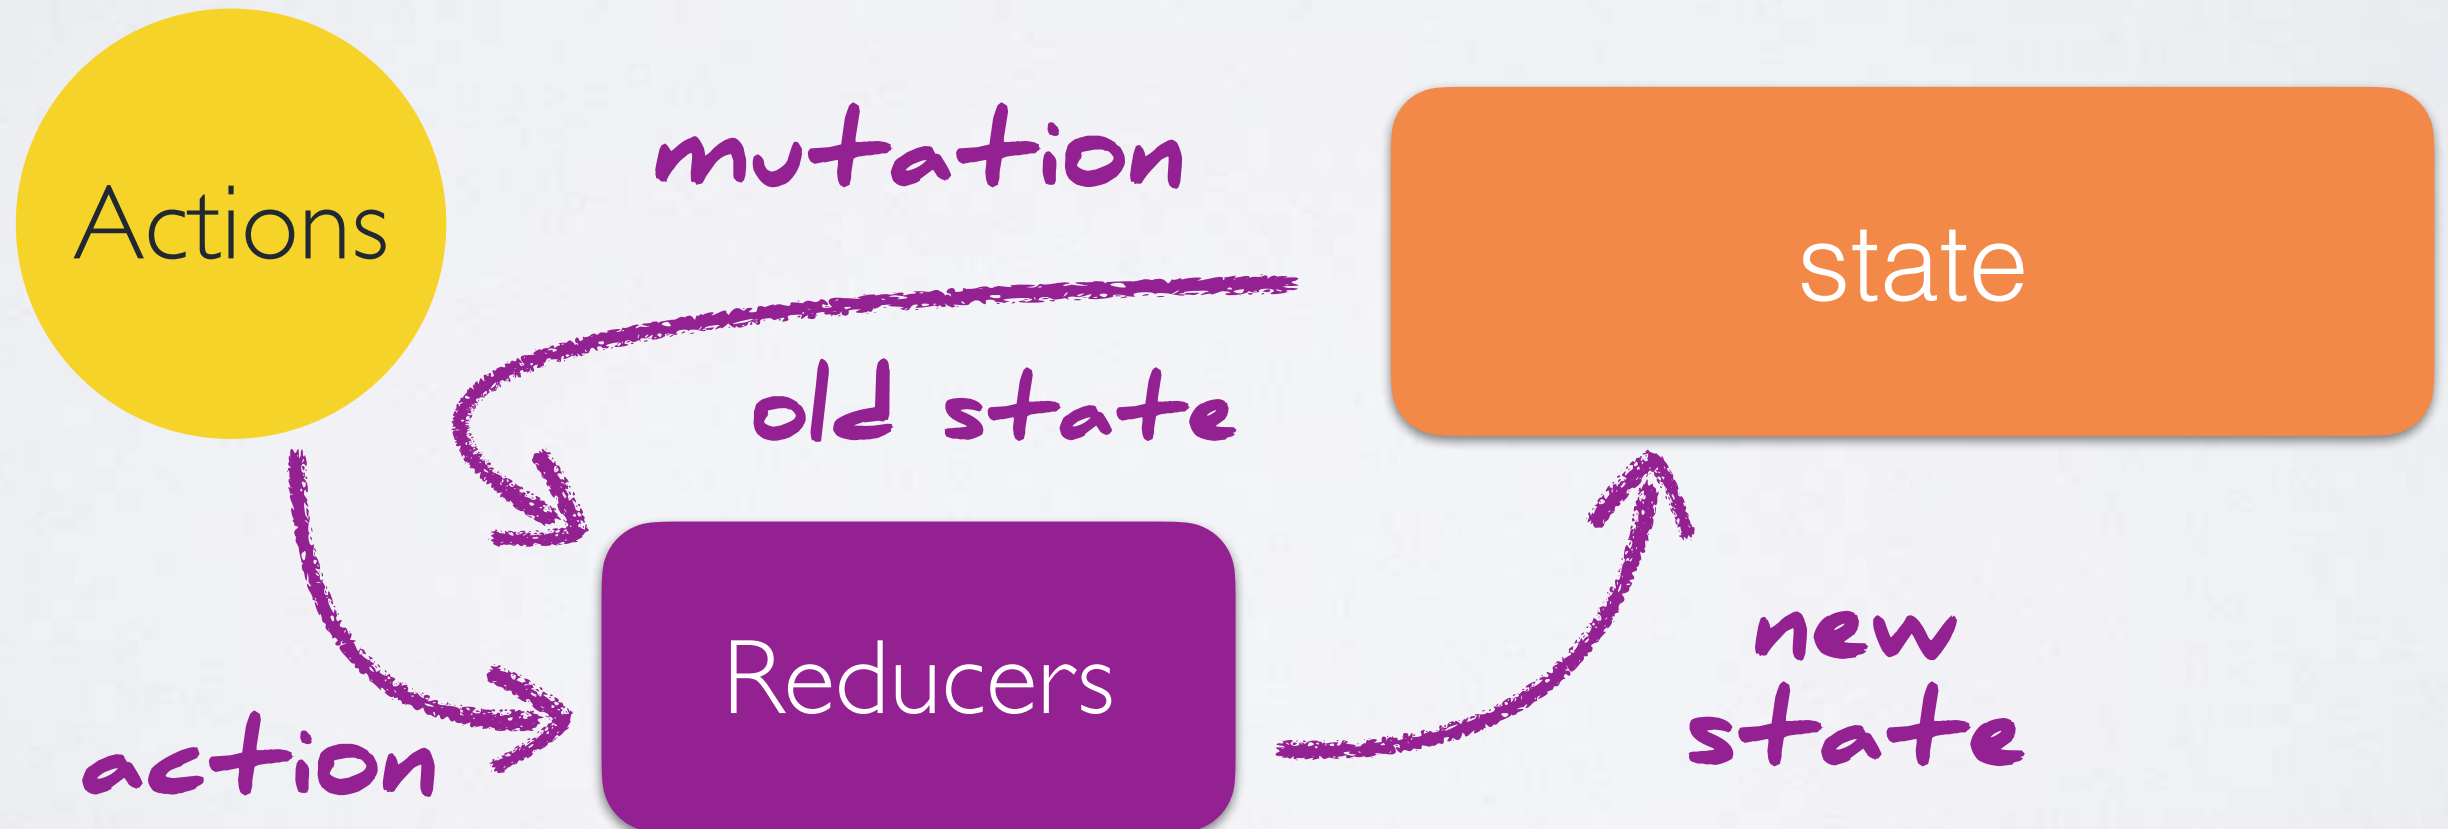 mutation
Actions
state
old state
Reducers
new
state
action